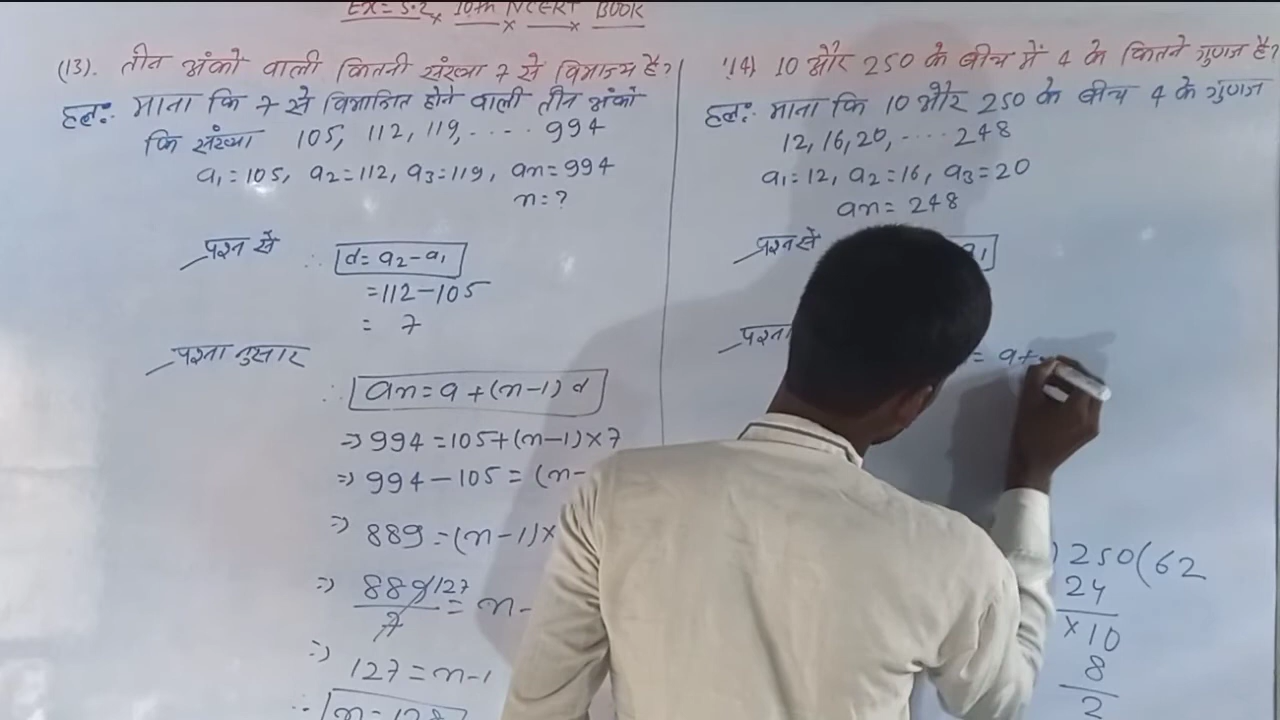 EX= 5.2, 10th NCERT BOOK
(13). तीन अंको वाली कितनी संख्या 7 से विभाज्य है?
हल:- माना कि 7 से विभाजित होने वाली तीन अंको
कि संख्या 105, 112, 119, ..... 994
a1=105, a2=112, a3=119, an=994
n=?
प्रश्न से ∴ d=a2-a1
=112-105
= 7
प्रश्नानुसार
∴ an=a+(n-1)d
⇒ 994=105+(n-1)×7
⇒ 994-105=(n-
⇒ 889=(n-1)×
⇒ 889/7 127 = n-
⇒ 127=n-1
∴ n=128
(14) 10 और 250 के बीच में 4 के कितने गुणज है?
हल:- माना कि 10 और 250 के बीच 4 के गुणज
12, 16, 20, .... 248
a1=12, a2=16, a3=20
an= 248
प्रश्न से a1
= a+
)250(62
24
×10
8
2